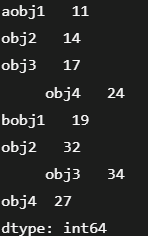 aobj1   11
obj2   14
obj3   17
     obj4   24
bobj1   19
obj2   32
     obj3   34
obj4  27
dtype: int64